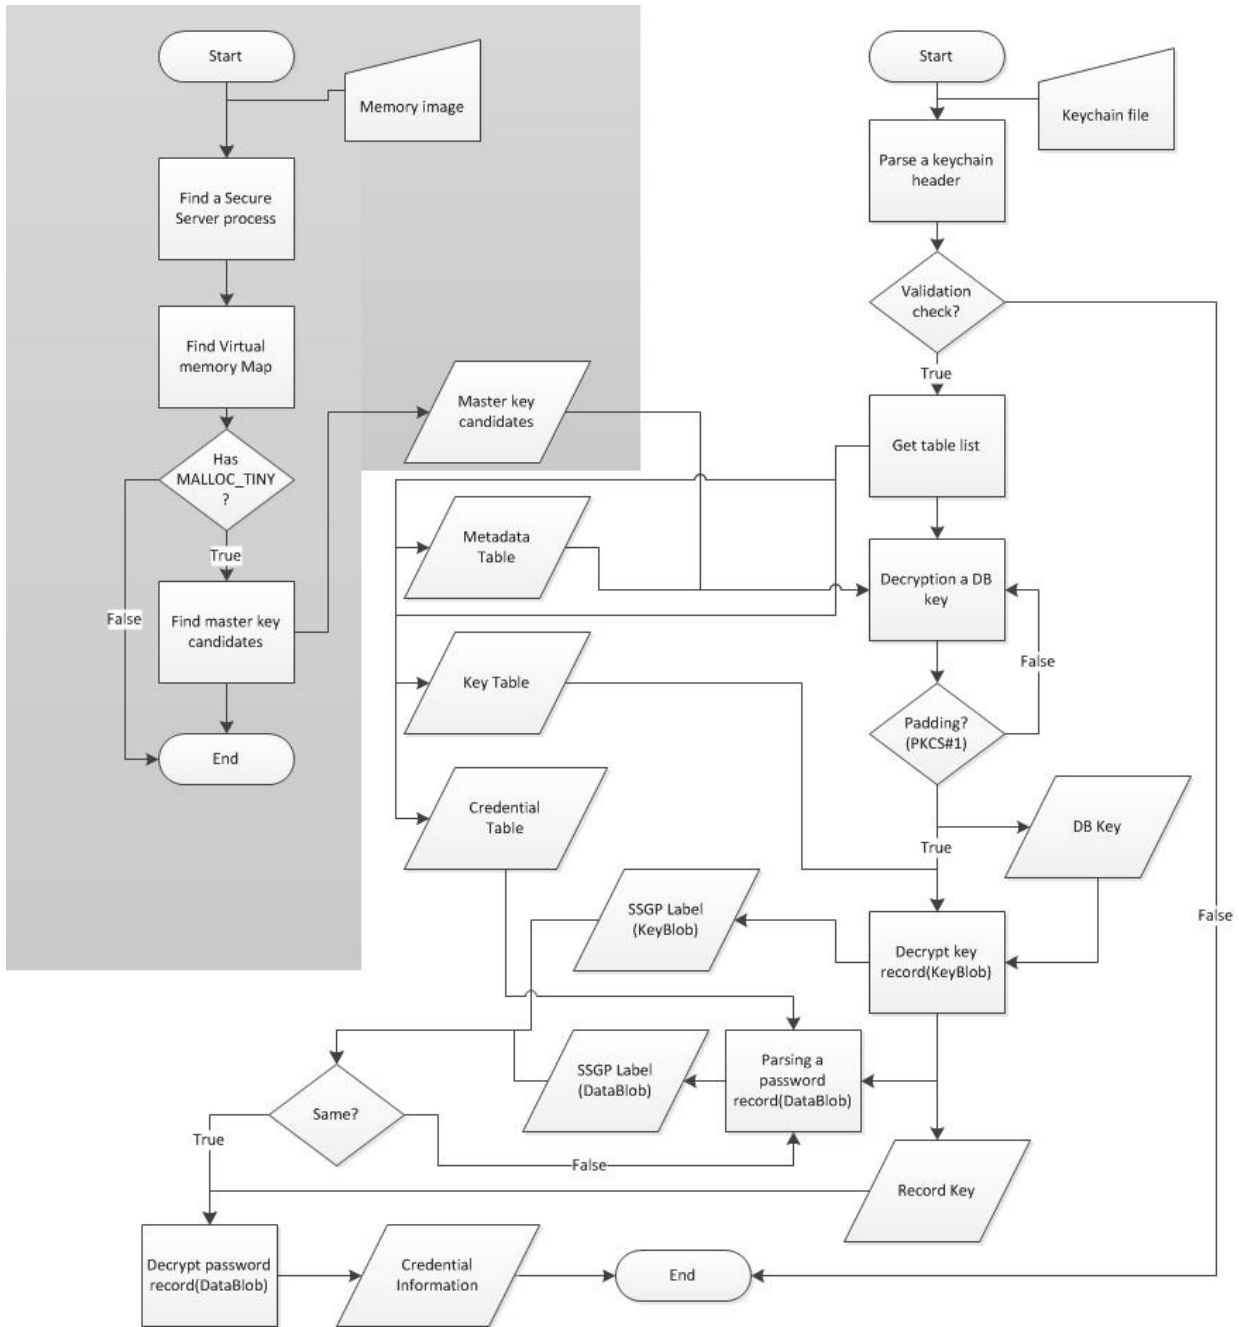 Start
Memory image
Find a Secure
Server process
Find Virtual
memory Map
Has
MALLOC_TINY
?
True
False
Find master key
candidates
End
Master key
candidates
Start
Keychain file
Parse a keychain
header
Validation
check?
True
False
Get table list
Metadata
Table
Decryption a DB
key
False
Key Table
Padding?
(PKCS#1)
Credential
Table
DB Key
True
SSGP Label
(KeyBlob)
Decrypt key
record(KeyBlob)
Parsing a
password
record(DataBlob)
SSGP Label
(DataBlob)
Same?
True
False
Record Key
Decrypt password
record(DataBlob)
Credential
Information
End